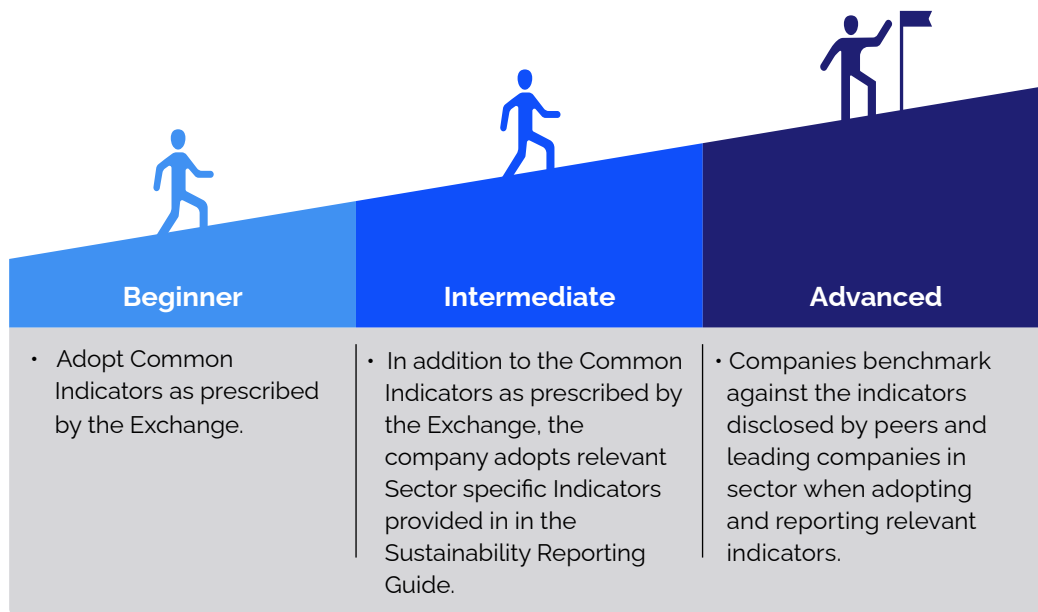 Beginner
Intermediate
Advanced
• Adopt Common
Indicators as prescribed
by the Exchange.
• In addition to the Common
Indicators as prescribed by
the Exchange, the
company adopts relevant
Sector specific Indicators
provided in in the
Sustainability Reporting
Guide.
• Companies benchmark
against the indicators
disclosed by peers and
leading companies in
sector when adopting
and reporting relevant
indicators.